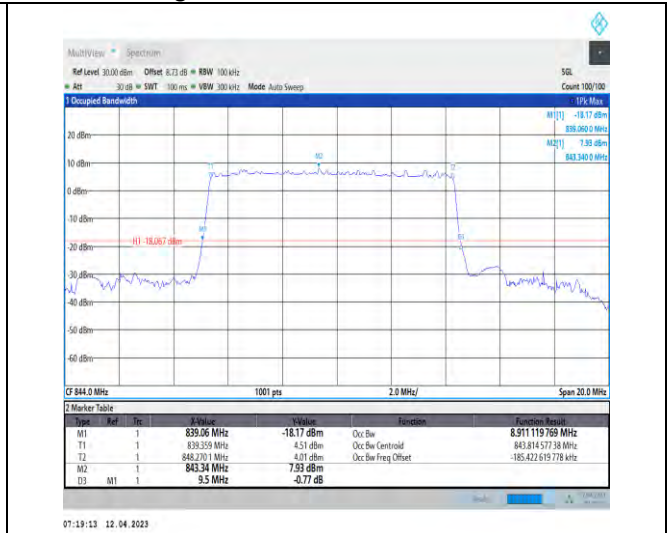 MultiView Spectrum
Ref Level 30.00 dBm Offset 8.73 dB RBW 100 kHz SGL
Att 30 dB SWT 100 ms VBW 300 kHz Mode Auto Sweep Count 100/100
1 Occupied Bandwidth 1Pk Max
M1[1] -18.17 dBm
839.060 0 MHz
M2[1] 7.93 dBm
843.340 0 MHz
20 dBm
10 dBm
0 dBm
-10 dBm
-20 dBm
-30 dBm
-40 dBm
-50 dBm
-60 dBm
T1
M2
T2
M1
D3
H1 -18.067 dBm
CF 844.0 MHz 1001 pts 2.0 MHz/ Span 20.0 MHz
2 Marker Table
Type Ref Trc X-Value Y-Value Function Function Result
M1 1 839.06 MHz -18.17 dBm Occ Bw 8.911 119 769 MHz
T1 1 839.359 MHz 4.51 dBm Occ Bw Centroid 843.814 577 38 MHz
T2 1 848.270 1 MHz 4.01 dBm Occ Bw Freq Offset -185.422 619 778 kHz
M2 1 843.34 MHz 7.93 dBm
D3 M1 1 9.5 MHz -0.77 dB
07:19:13 12.04.2023